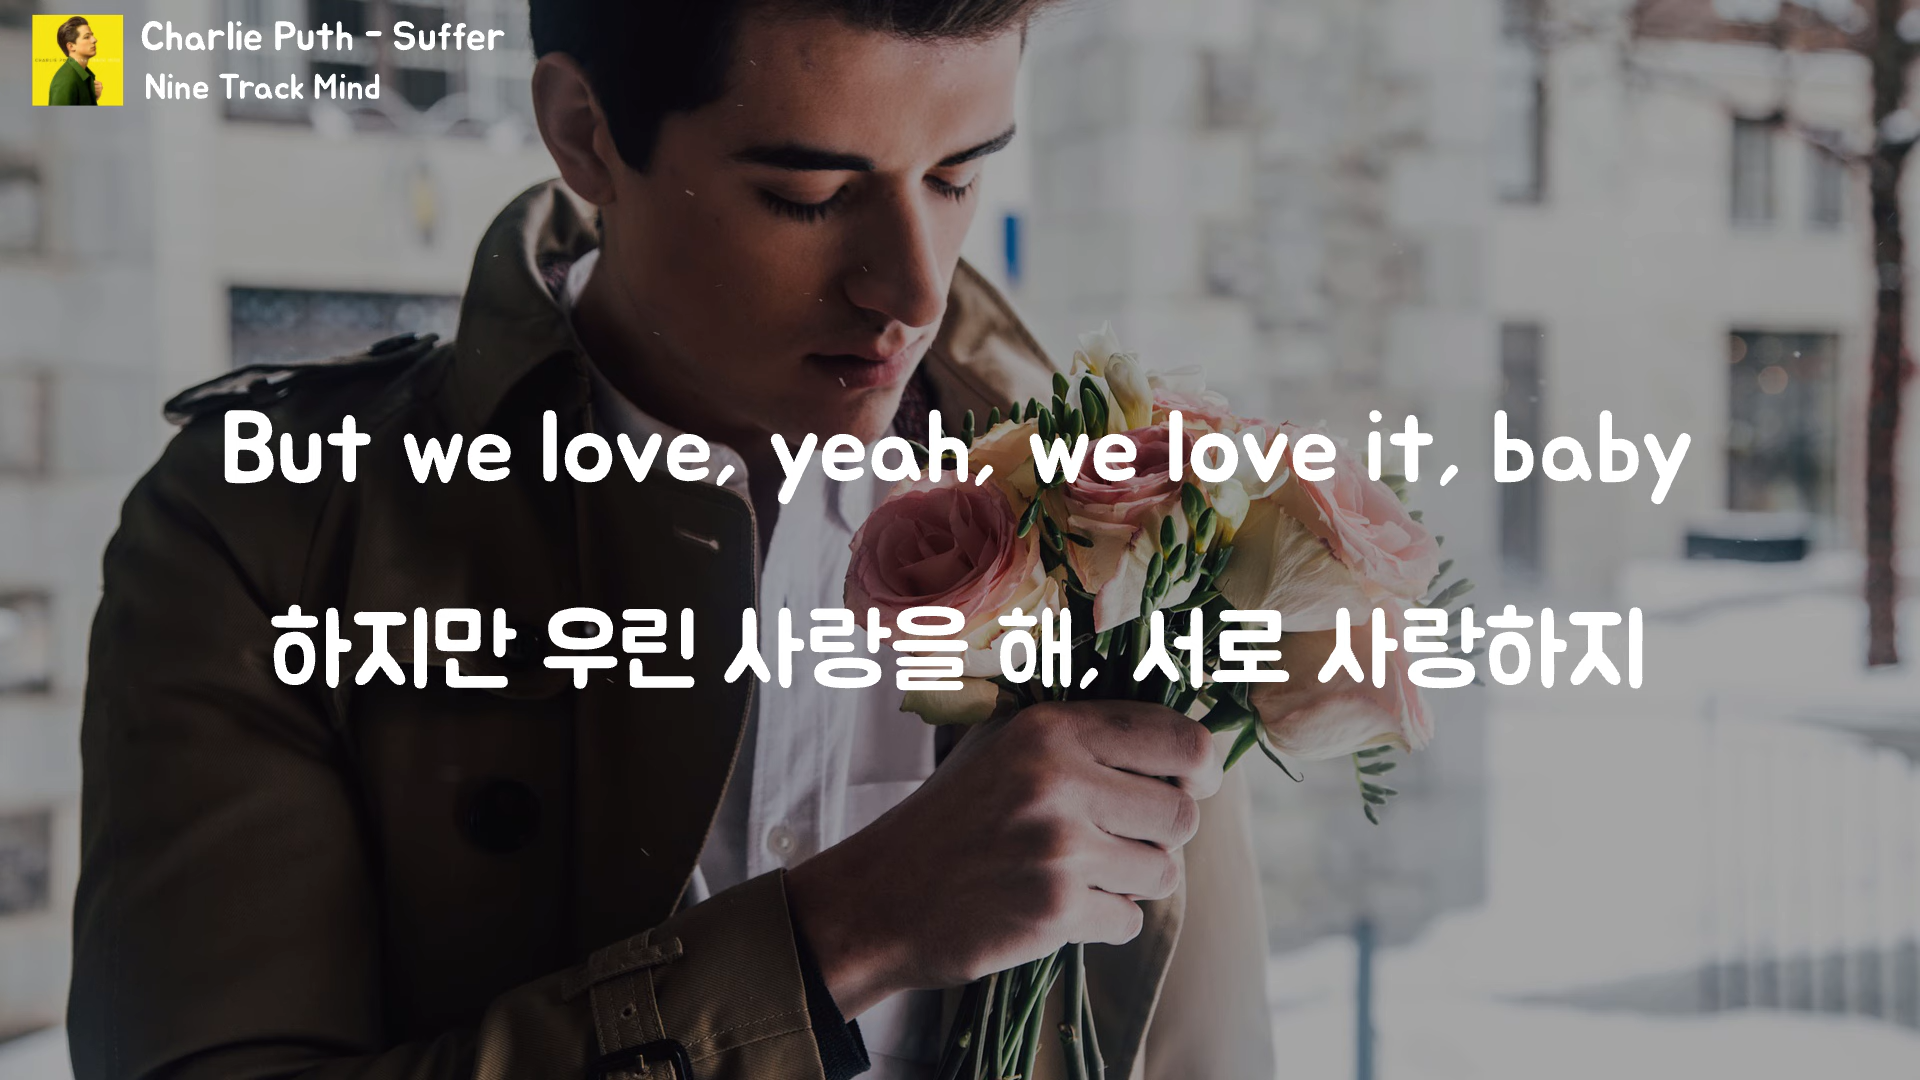 Charlie Puth - Suffer
Nine Track Mind
But we love, yeah, we love it, baby
하지만 우린 사랑을 해, 서로 사랑하지